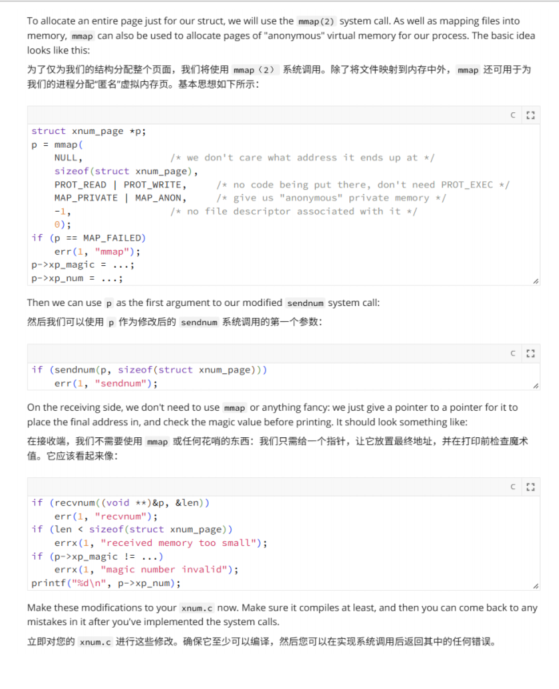 To allocate an entire page just for our struct, we will use the mmap(2) system call. As well as mapping files into
memory, mmap can also be used to allocate pages of "anonymous" virtual memory for our process. The basic idea
looks like this:
为了仅为我们的结构分配整个页面，我们将使用 mmap（2） 系统调用。除了将文件映射到内存中外， mmap 还可用于为
我们的进程分配“匿名”虚拟内存页。基本思想如下所示：
C
struct xnum_page *p;
p = mmap(
    NULL,               /* we don't care what address it ends up at */
    sizeof(struct xnum_page),
    PROT_READ | PROT_WRITE,     /* no code being put there, don't need PROT_EXEC */
    MAP_PRIVATE | MAP_ANON,     /* give us "anonymous" private memory */
    -1,                 /* no file descriptor associated with it */
    0);
if (p == MAP_FAILED)
    err(1, "mmap");
p->xp_magic = ...;
p->xp_num = ...;
Then we can use p as the first argument to our modified sendnum system call:
然后我们可以使用 p 作为修改后的 sendnum 系统调用的第一个参数：
C
if (sendnum(p, sizeof(struct xnum_page)))
    err(1, "sendnum");
On the receiving side, we don't need to use mmap or anything fancy: we just give a pointer to a pointer for it to
place the final address in, and check the magic value before printing. It should look something like:
在接收端，我们不需要使用 mmap 或任何花哨的东西：我们只需给一个指针，让它放置最终地址，并在打印前检查魔术
值。它应该看起来像：
C
if (recvnum((void **)&p, &len))
    err(1, "recvnum");
if (len < sizeof(struct xnum_page))
    errx(1, "received memory too small");
if (p->xp_magic != ...)
    errx(1, "magic number invalid");
printf("%d\n", p->xp_num);
Make these modifications to your xnum.c now. Make sure it compiles at least, and then you can come back to any
mistakes in it after you've implemented the system calls.
立即对您的 xnum.c 进行这些修改。确保它至少可以编译，然后您可以在实现系统调用后返回其中的任何错误。